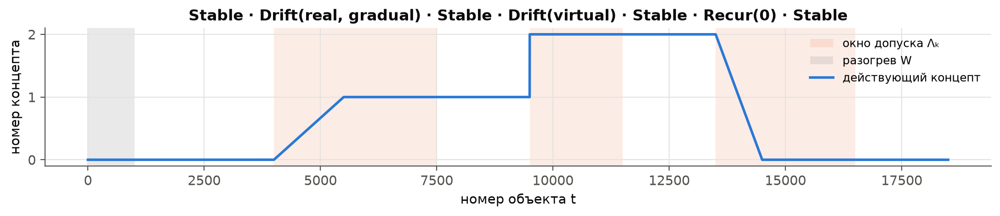 Stable · Drift(real, gradual) · Stable · Drift(virtual) · Stable · Recur(0) · Stable
номер концепта
2
1
0
окно допуска Λₖ
разогрев W
действующий концепт
0 2500 5000 7500 10000 12500 15000 17500
номер объекта t